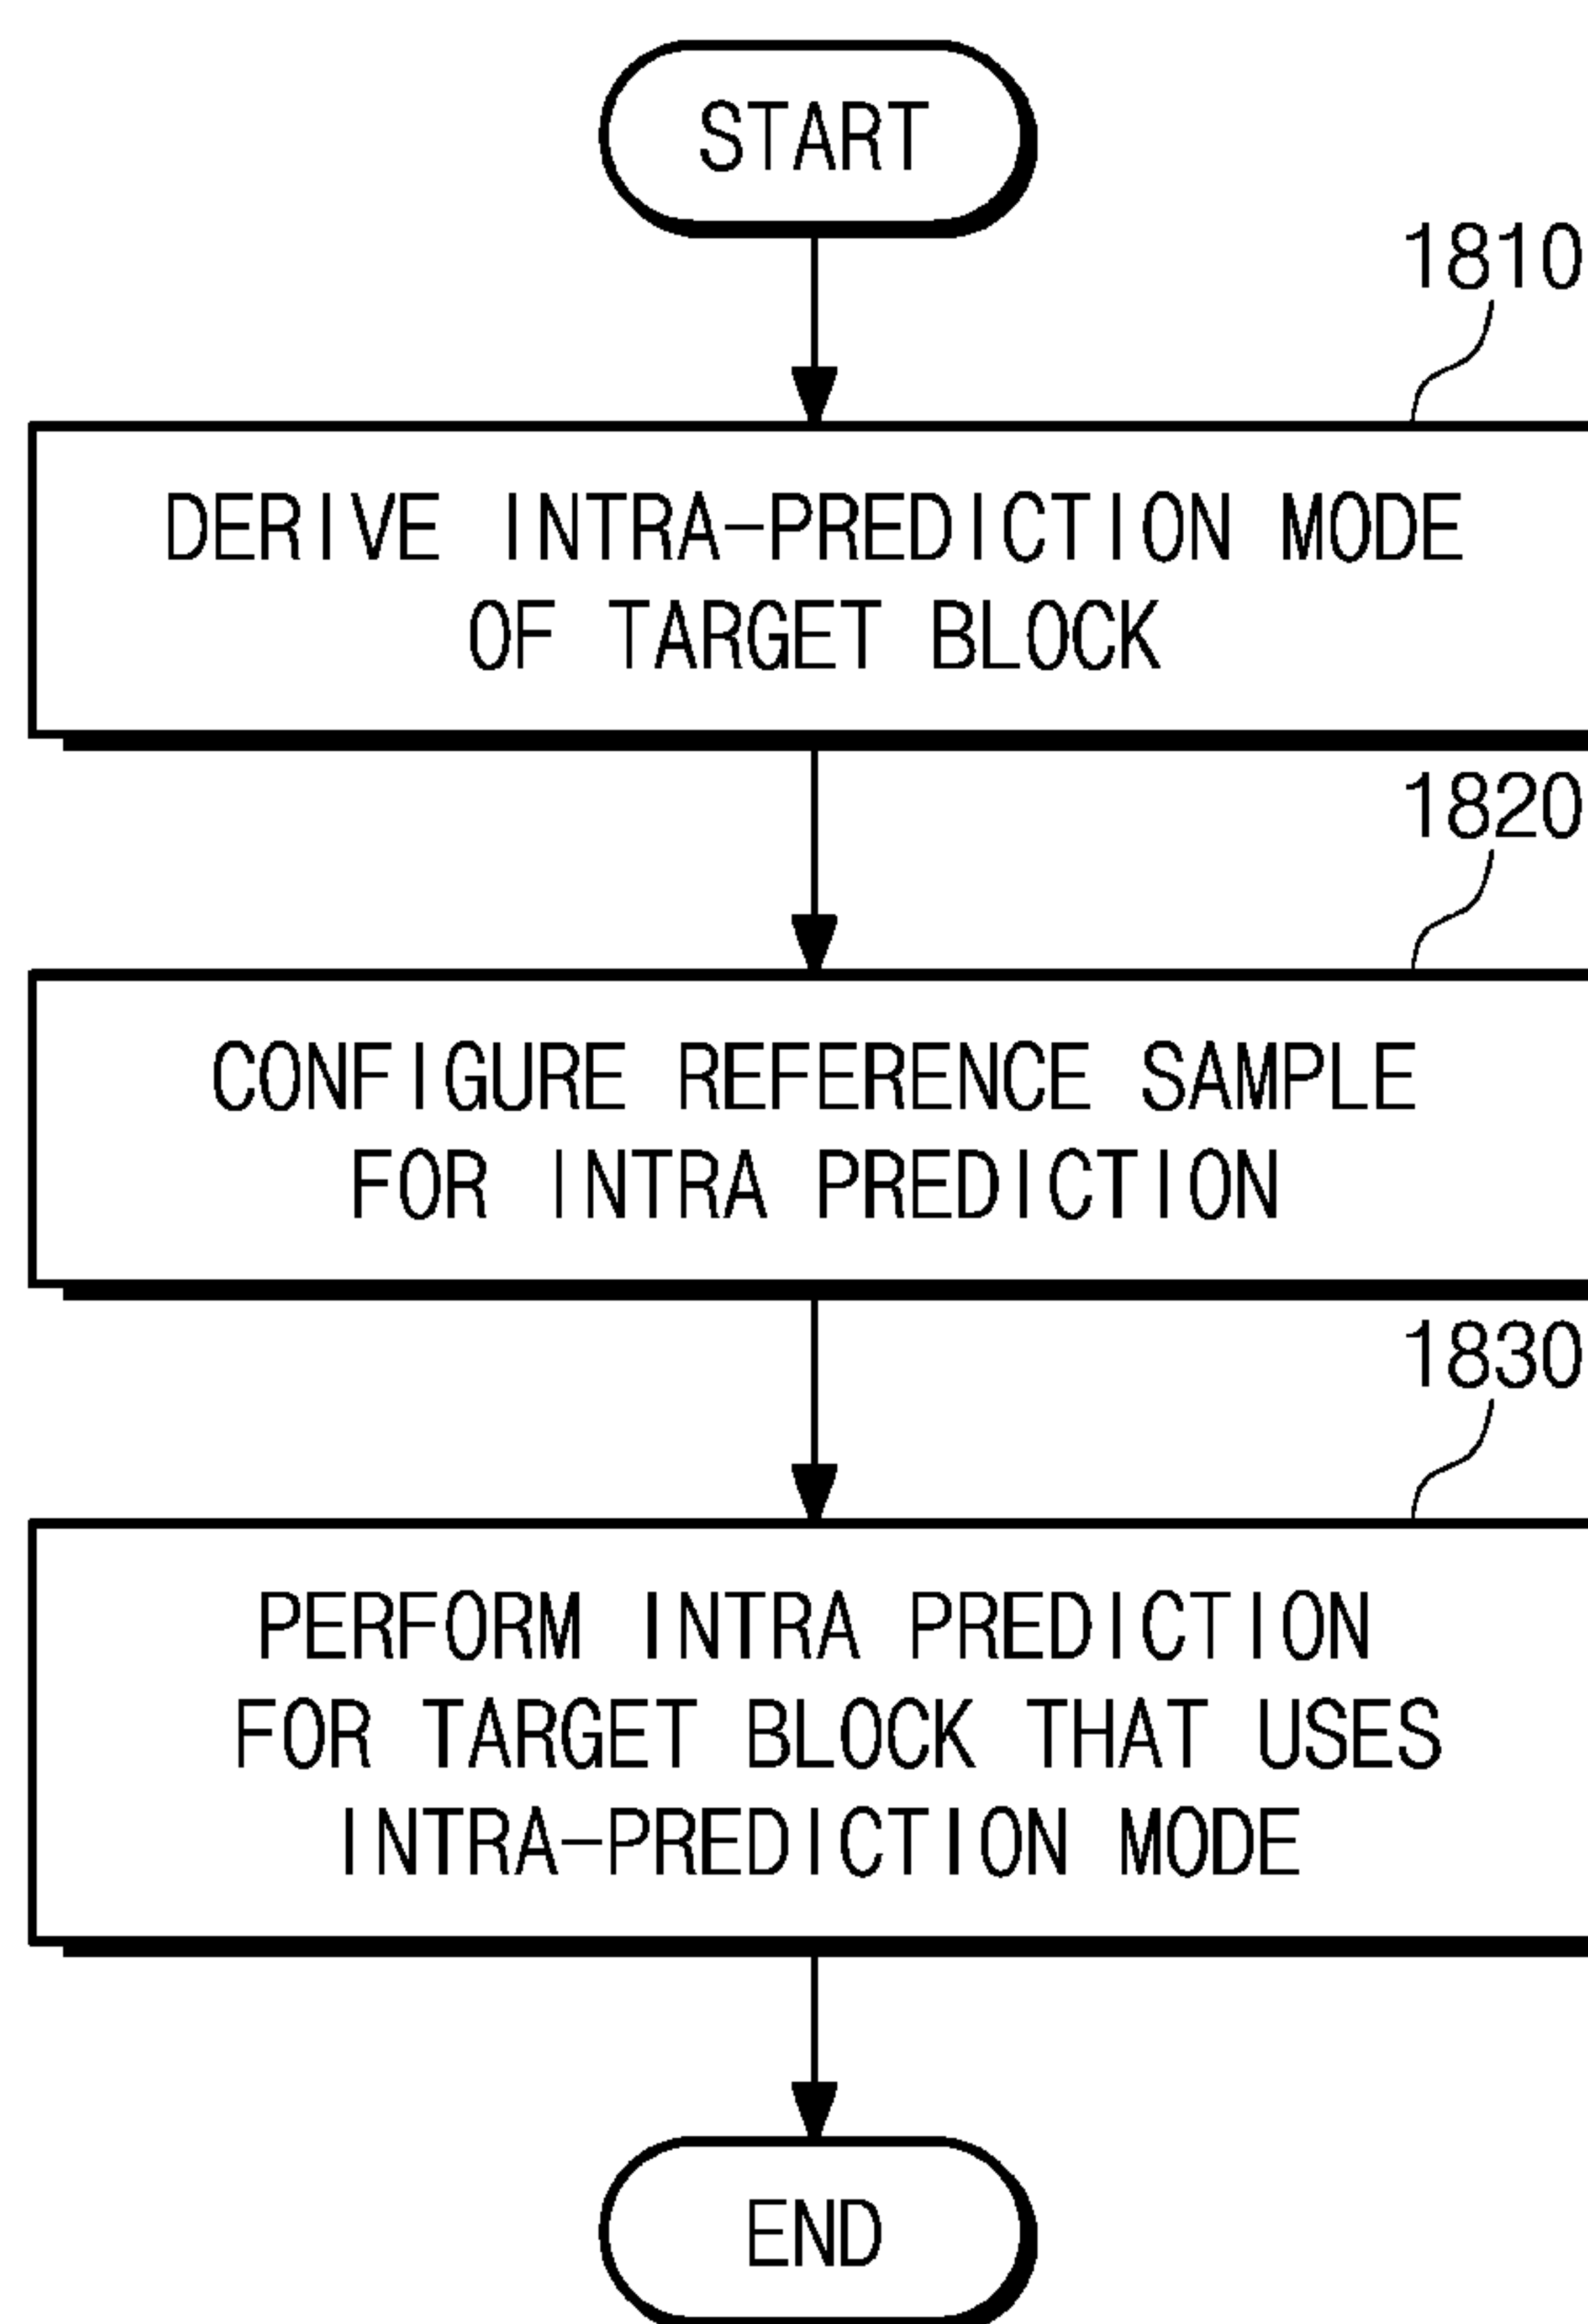 START
1810
DERIVE INTRA-PREDICTION MODE
OF TARGET BLOCK
1820
CONFIGURE REFERENCE SAMPLE
FOR INTRA PREDICTION
1830
PERFORM INTRA PREDICTION
FOR TARGET BLOCK THAT USES
INTRA-PREDICTION MODE
END